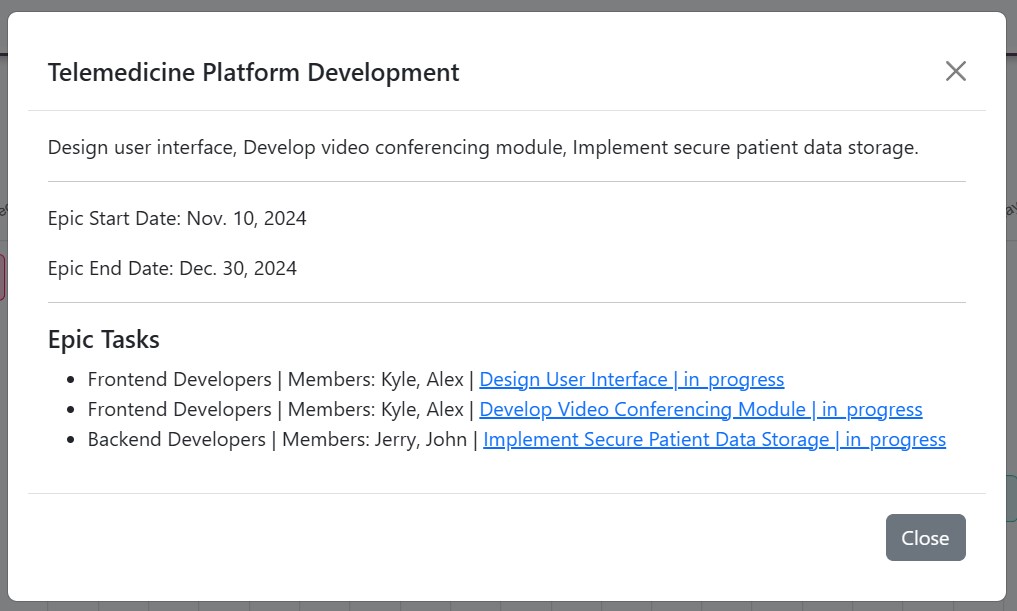 Telemedicine Platform Development
Design user interface, Develop video conferencing module, Implement secure patient data storage.
Epic Start Date: Nov. 10, 2024
Epic End Date: Dec. 30, 2024
Epic Tasks
• Frontend Developers | Members: Kyle, Alex | Design User Interface | in_progress
• Frontend Developers | Members: Kyle, Alex | Develop Video Conferencing Module | in_progress
• Backend Developers | Members: Jerry, John | Implement Secure Patient Data Storage | in_progress
Close